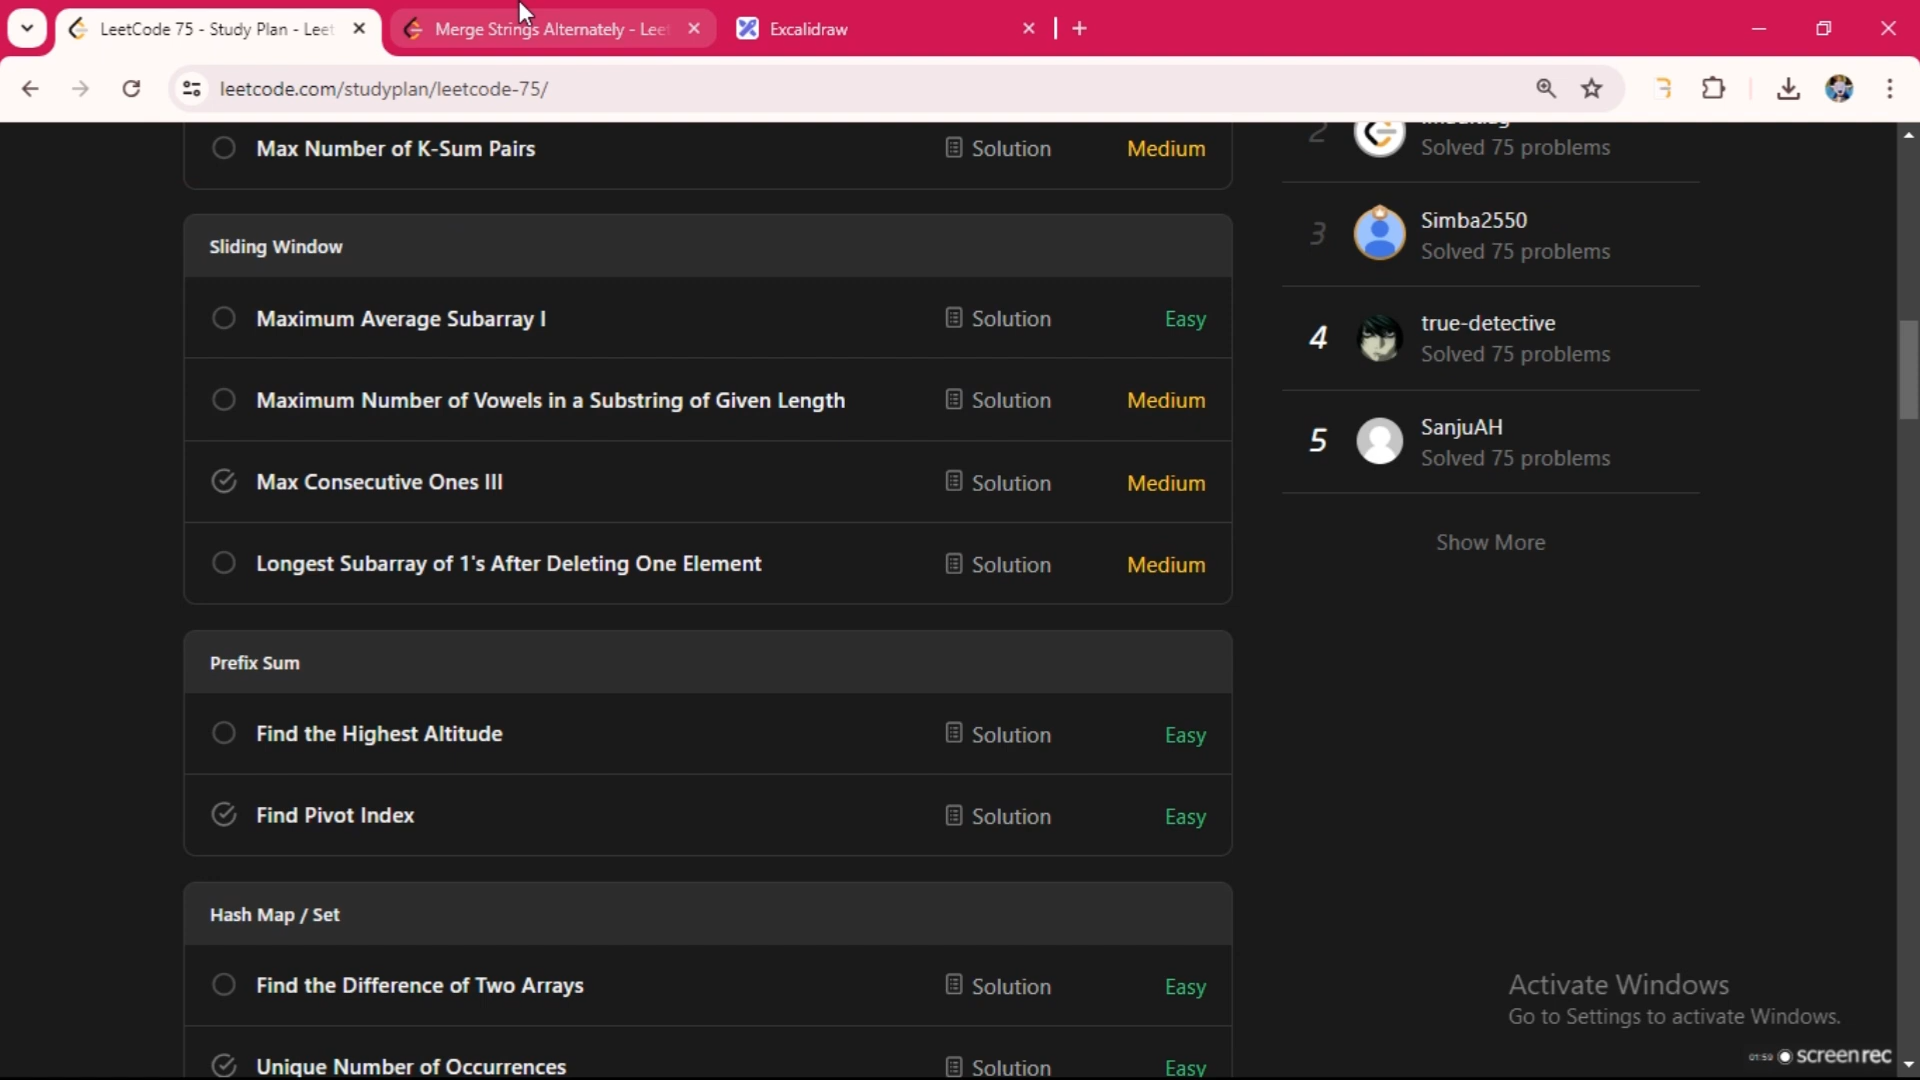 LeetCode 75 - Study Plan - Leet
Merge Strings Alternately - Lee
Excalidraw
leetcode.com/studyplan/leetcode-75/
Max Number of K-Sum Pairs
Solution
Medium
Sliding Window
Maximum Average Subarray I
Solution
Easy
Maximum Number of Vowels in a Substring of Given Length
Solution
Medium
Max Consecutive Ones III
Solution
Medium
Longest Subarray of 1's After Deleting One Element
Solution
Medium
Prefix Sum
Find the Highest Altitude
Solution
Easy
Find Pivot Index
Solution
Easy
Hash Map / Set
Find the Difference of Two Arrays
Solution
Easy
Unique Number of Occurrences
Solution
Easy
2
Solved 75 problems
3
Simba2550
Solved 75 problems
4
true-detective
Solved 75 problems
5
SanjuAH
Solved 75 problems
Show More
Activate Windows
Go to Settings to activate Windows.
01:59 screenrec